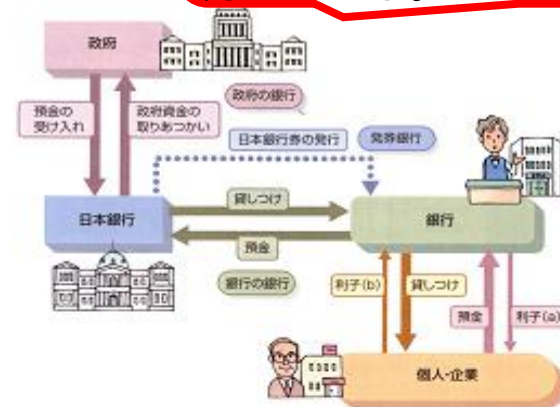 政府
政府の銀行
預金の
受け入れ
政府資金の
取りあつかい
日本銀行券の発行
発券銀行
日本銀行
貸しつけ
銀行
預金
銀行の銀行
利子(b)
貸しつけ
預金
利子(a)
個人・企業